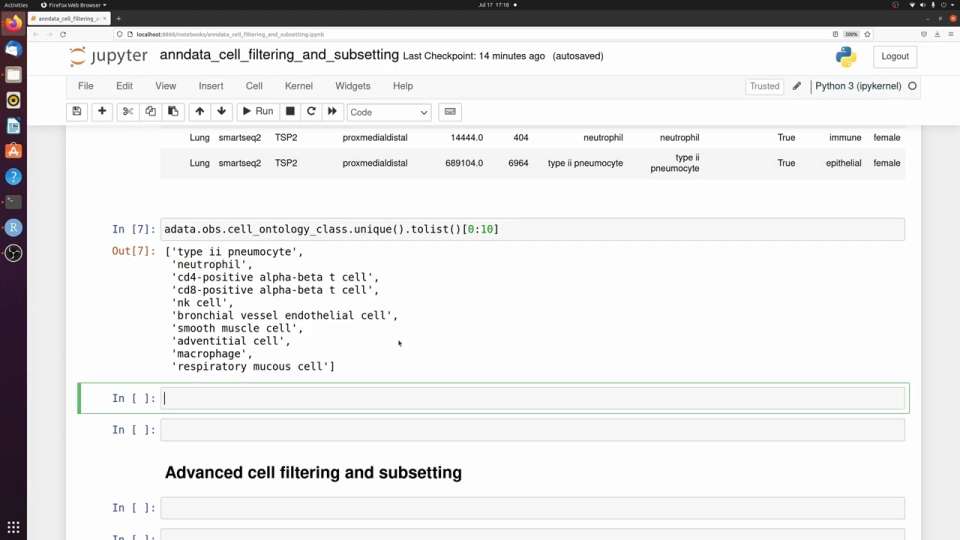 Activities Firefox Web Browser Jul 17 17:18
anndata_cell_filtering_
localhost:8888/notebooks/anndata_cell_filtering_and_subsetting.ipynb 200%
jupyter anndata_cell_filtering_and_subsetting Last Checkpoint: 14 minutes ago (autosaved) Logout
File Edit View Insert Cell Kernel Widgets Help Trusted Python 3 (ipykernel)
Run Code
Lung smartseq2 TSP2 proxmedialdistal 14444.0 404 neutrophil neutrophil True immune female
Lung smartseq2 TSP2 proxmedialdistal 689104.0 6964 type ii pneumocyte type ii pneumocyte True epithelial female
In [7]: adata.obs.cell_ontology_class.unique().tolist()[0:10]
Out[7]: ['type ii pneumocyte',
'neutrophil',
'cd4-positive alpha-beta t cell',
'cd8-positive alpha-beta t cell',
'nk cell',
'bronchial vessel endothelial cell',
'smooth muscle cell',
'adventitial cell',
'macrophage',
'respiratory mucous cell']
In [ ]:
In [ ]:
Advanced cell filtering and subsetting
In [ ]:
In [ ]: